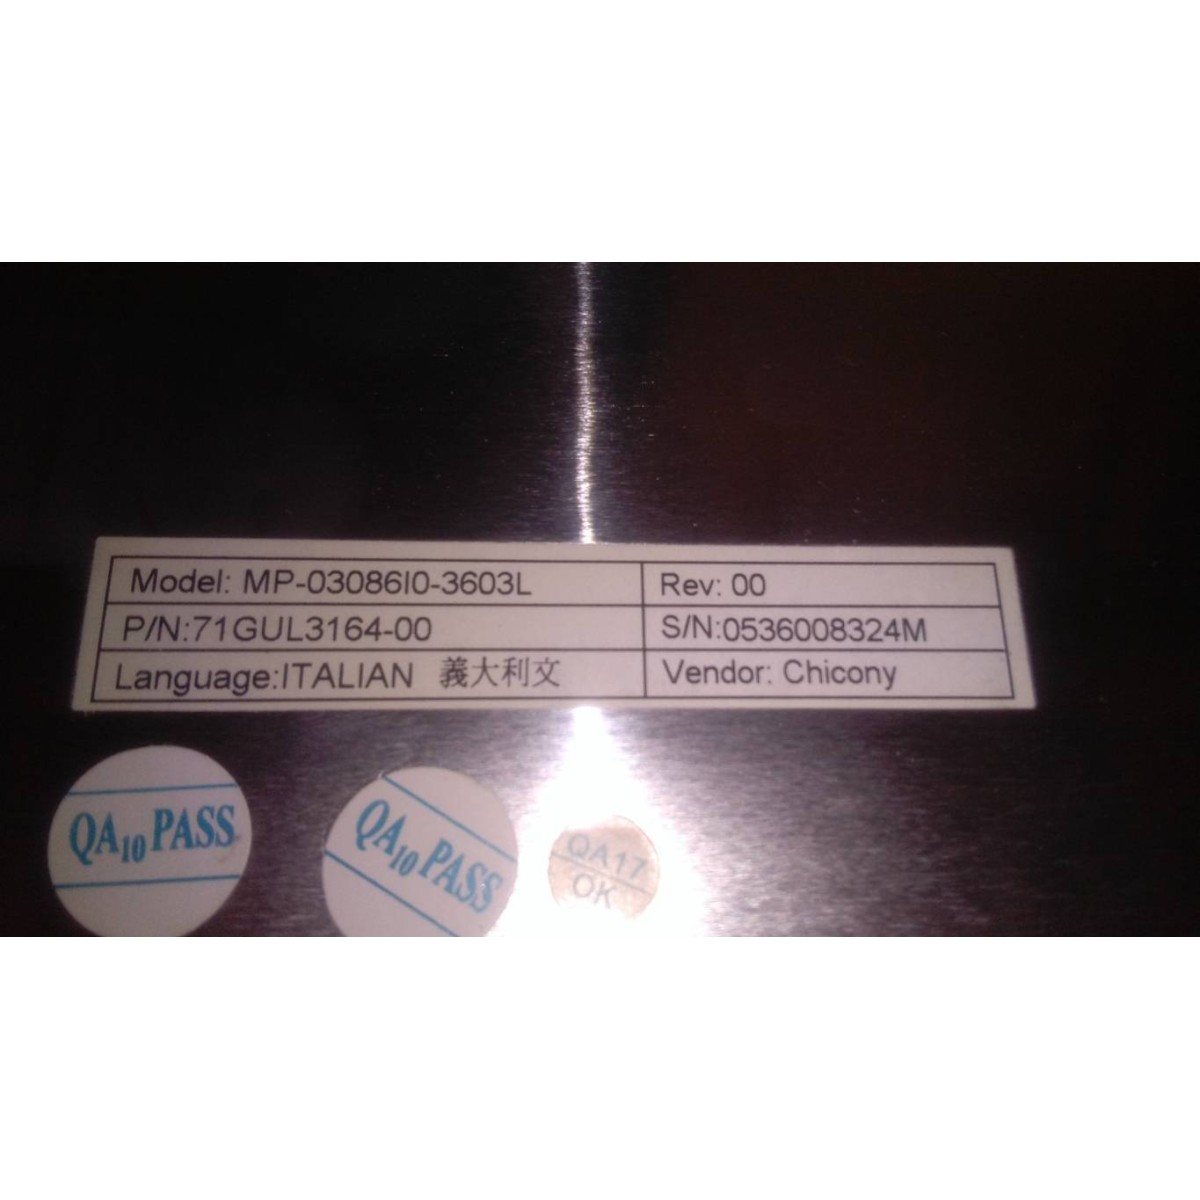 Model: MP-03086I0-3603L
Rev: 00
P/N:71GUL3164-00
S/N:0536008324M
Language:ITALIAN 義大利文
Vendor: Chicony
QA10 PASS
QA10 PASS
QA17
OK